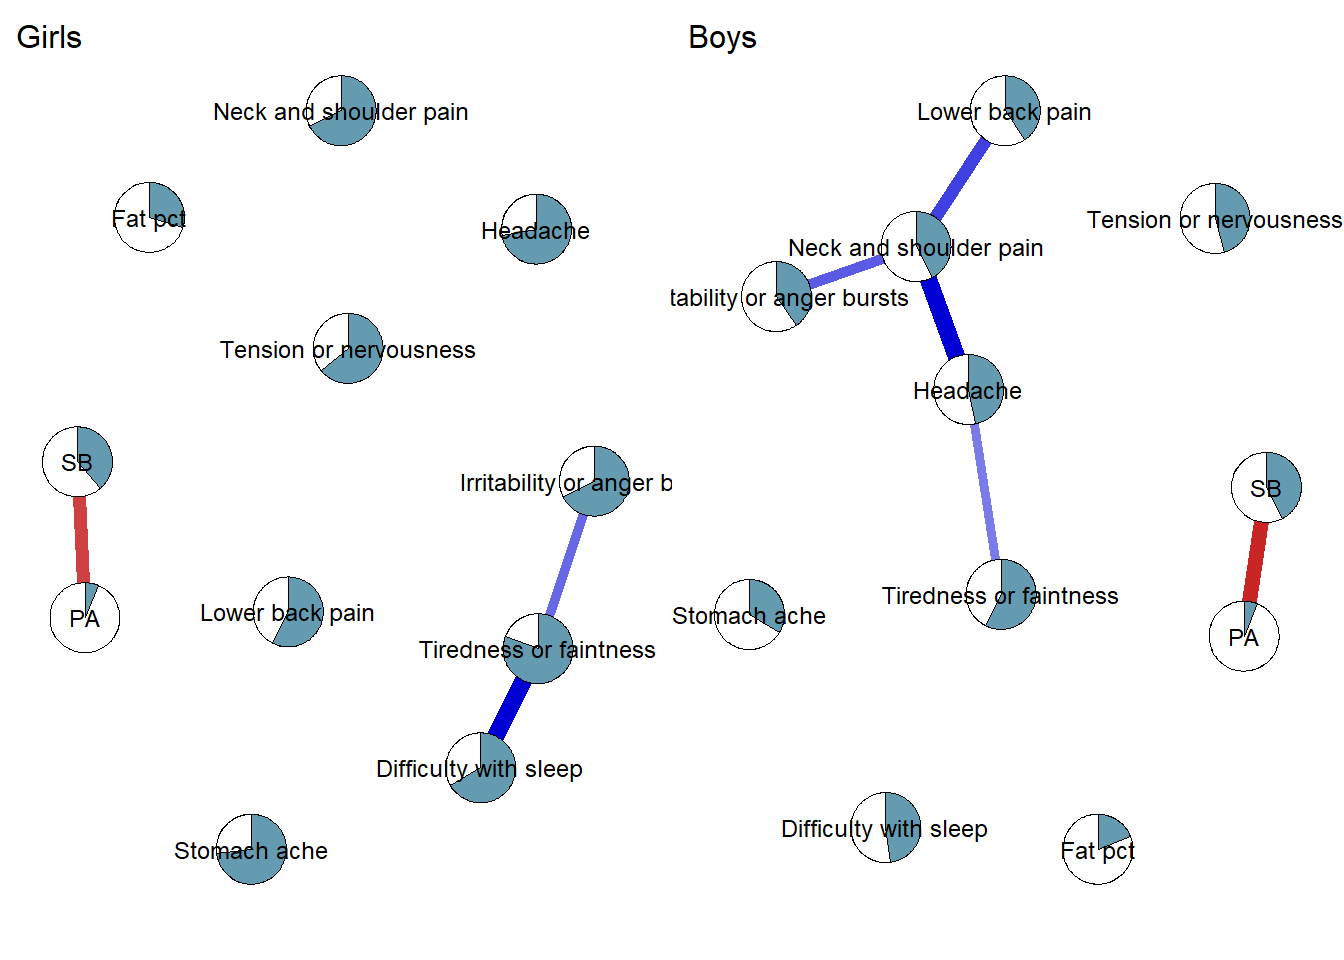 Girls
Neck and shoulder pain
Fat pct
Headache
Tension or nervousness
SB
Irritability or anger b
PA
Lower back pain
Tiredness or faintness
Difficulty with sleep
Stomach ache
Boys
Lower back pain
Tension or nervousness
Neck and shoulder pain
tability or anger bursts
Headache
SB
Tiredness or faintness
Stomach ache
PA
Difficulty with sleep
Fat pct